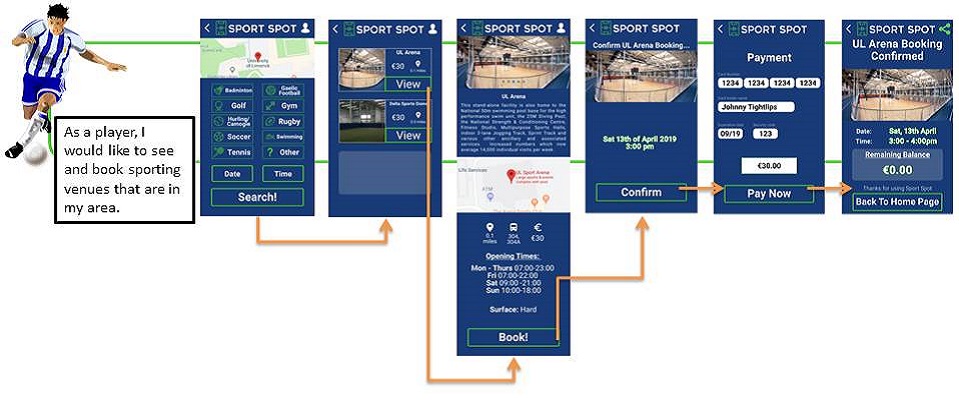 As a player, I
would like to see
and book sporting
venues that are in
my area.
SPORT SPOT
University
of Limerick
Badminton
Gaelic
Football
Golf
Gym
Hurling/
Camogie
Rugby
Soccer
Swimming
Tennis
? Other
Date
Time
Search!
SPORT SPOT
UL Arena
€30
0.1
miles
View
Delta Sports Dome
€30
miles
View
SPORT SPOT
UL Arena
This stand-alone facility is also home to the
National 50m swimming pool base for the high
performance swim unit, the 25M Diving Pool,
the National Strength & Conditioning Centre,
Fitness Studio, Multipurpose Sports Halls,
Indoor 3-lane Jogging Track, Sprint Track and
various other ancillary and associated
services. Increased numbers which now
average 14,000 individual visits per week.
Life Services
UL Sport Arena
ATM
0.1
miles
304,
304A
€30
Opening Times:
Mon - Thurs 07:00-23:00
Fri 07:00-22:00
Sat 09:00 -21:00
Sun 10:00-18:00
Surface: Hard
Book!
SPORT SPOT
Confirm UL Arena Booking...
Sat 13th of April 2019
3:00 pm
Confirm
SPORT SPOT
Payment
Card Number
1234 1234 1234 1234
Card holder name
Johnny Tightlips
Expiration Date
Security code
09/19
123
€30.00
Pay Now
SPORT SPOT
UL Arena Booking
Confirmed
Date: Sat, 13th April
Time: 3:00 - 4:00pm
Remaining Balance
€0.00
Thanks for using Sport Spot
Back To Home Page